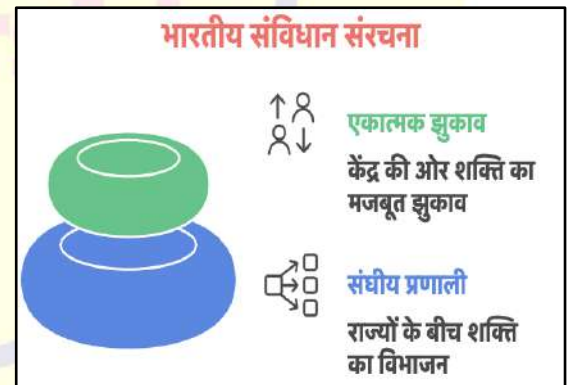 भारतीय संविधान संरचना
एकात्मक झुकाव
केंद्र की ओर शक्ति का
मजबूत झुकाव
संघीय प्रणाली
राज्यों के बीच शक्ति
का विभाजन